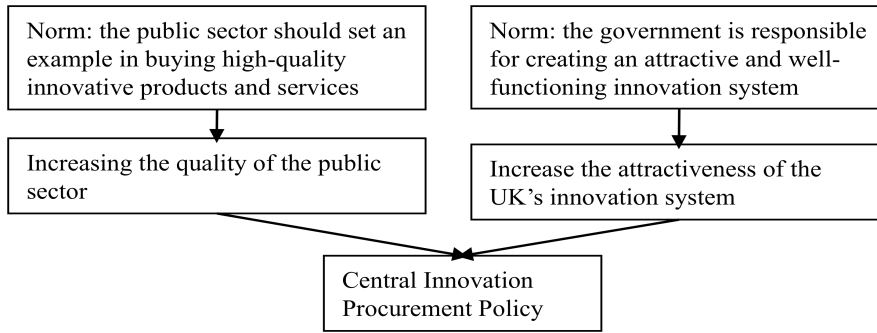 Norm: the public sector should set an
example in buying high-quality
innovative products and services
Norm: the government is responsible
for creating an attractive and well-
functioning innovation system
Increasing the quality of the public
sector
Increase the attractiveness of the
UK's innovation system
Central Innovation
Procurement Policy